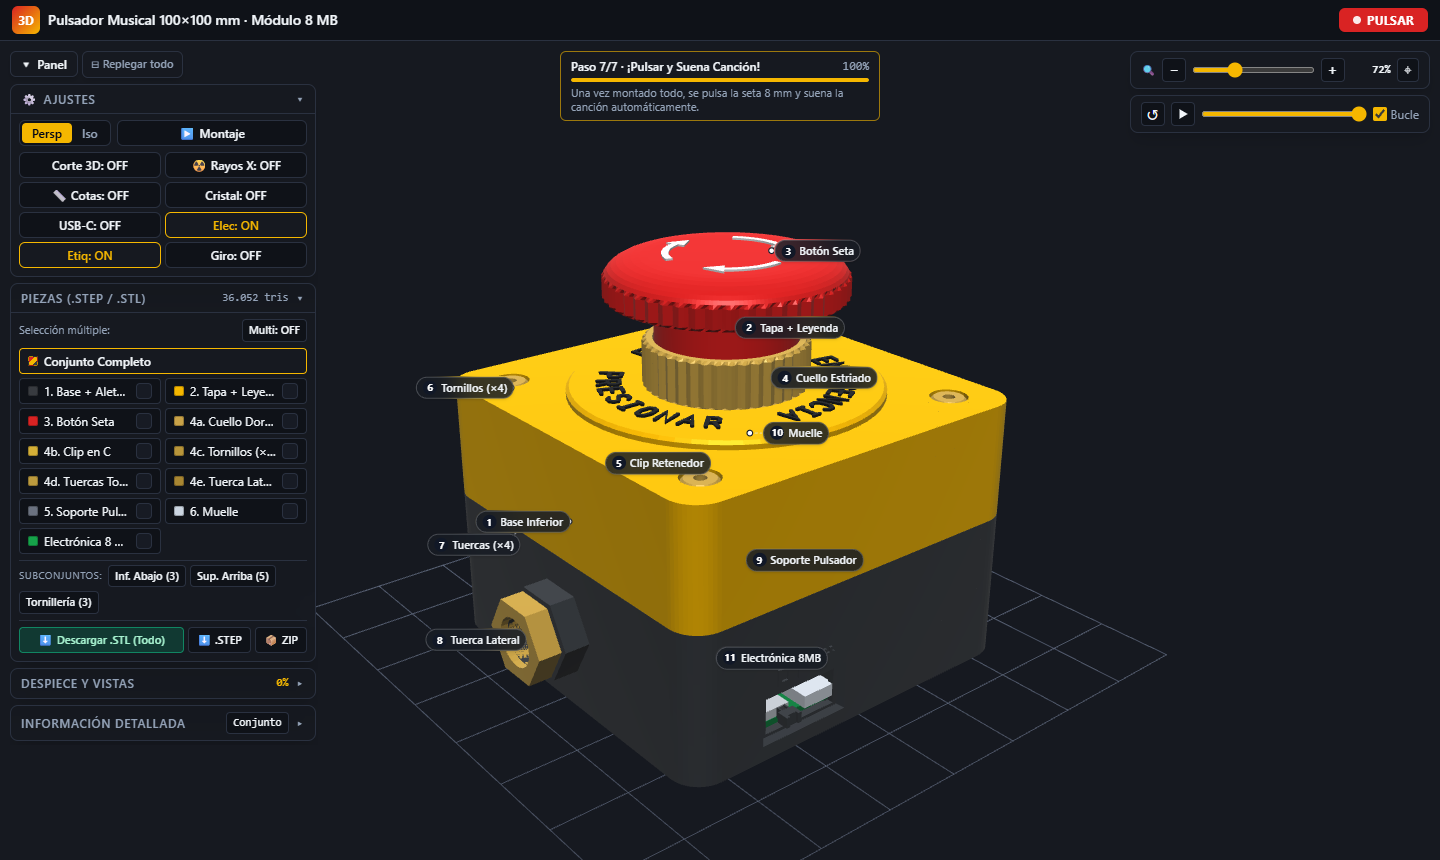 3D Pulsador Musical 100×100 mm · Módulo 8 MB
PULSAR
Panel
Replegar todo
AJUSTES
Persp Iso
Montaje
Corte 3D: OFF
Rayos X: OFF
Cotas: OFF
Cristal: OFF
USB-C: OFF
Elec: ON
Etiq: ON
Giro: OFF
PIEZAS (.STEP / .STL) 36.052 tris
Selección múltiple: Multi: OFF
Conjunto Completo
1. Base + Alet...
2. Tapa + Leye...
3. Botón Seta
4a. Cuello Dor...
4b. Clip en C
4c. Tornillos (×...
4d. Tuercas To...
4e. Tuerca Lat...
5. Soporte Pul...
6. Muelle
Electrónica 8 ...
SUBCONJUNTOS: Inf. Abajo (3) Sup. Arriba (5)
Tornillería (3)
Descargar .STL (Todo) .STEP ZIP
DESPIECE Y VISTAS 0%
INFORMACIÓN DETALLADA Conjunto
Paso 7/7 · ¡Pulsar y Suena Canción! 100%
Una vez montado todo, se pulsa la seta 8 mm y suena la
canción automáticamente.
72%
Bucle
3 Botón Seta
2 Tapa + Leyenda
6 Tornillos (×4)
4 Cuello Estriado
PRESIONAR
10 Muelle
5 Clip Retenedor
1 Base Inferior
7 Tuercas (×4)
9 Soporte Pulsador
8 Tuerca Lateral
11 Electrónica 8MB